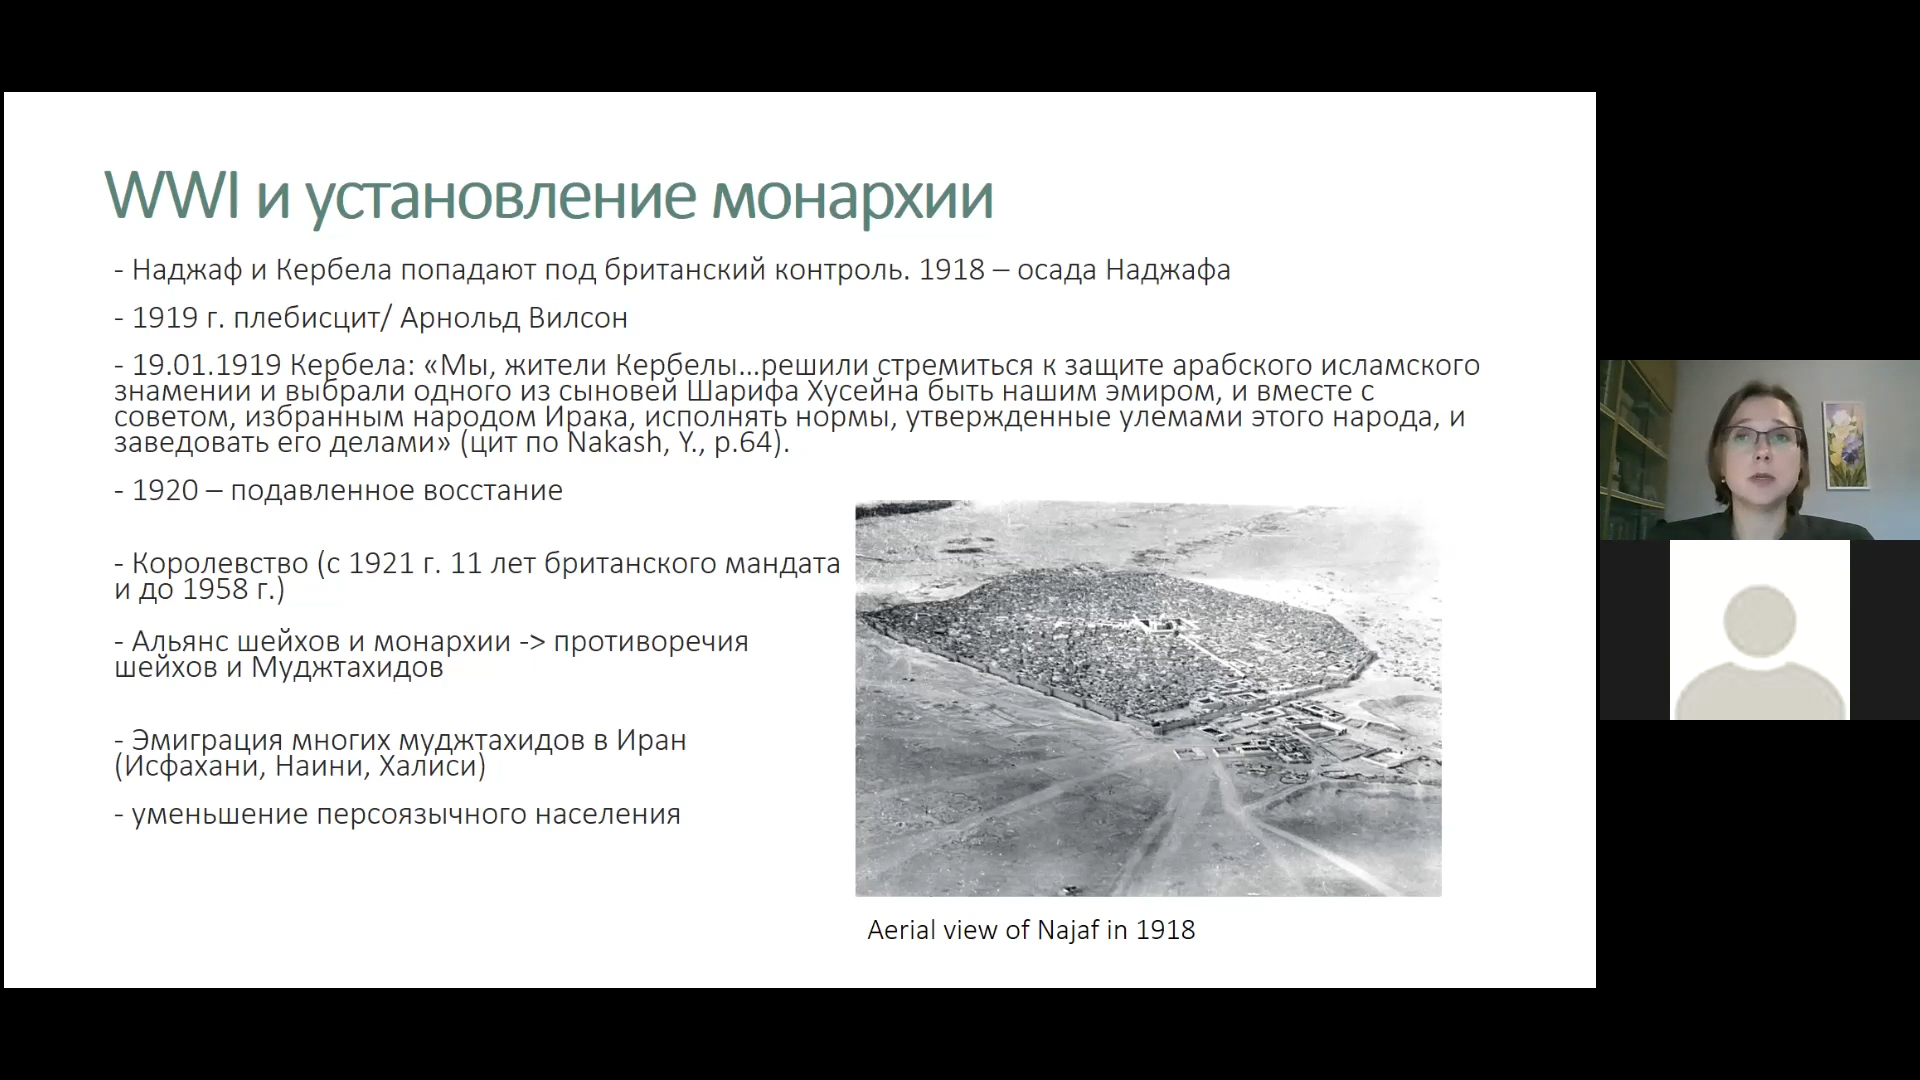 WWI и установление монархии
- Наджаф и Кербела попадают под британский контроль. 1918 – осада Наджафа
- 1919 г. плебисцит/ Арнольд Вилсон
- 19.01.1919 Кербела: «Мы, жители Кербелы...решили стремиться к защите арабского исламского
знамении и выбрали одного из сыновей Шарифа Хусейна быть нашим эмиром, и вместе с
советом, избранным народом Ирака, исполнять нормы, утвержденные улемами этого народа, и
заведовать его делами» (цит по Nakash, Y., p.64).
- 1920 – подавленное восстание
- Королевство (с 1921 г. 11 лет британского мандата
и до 1958 г.)
- Альянс шейхов и монархии -> противоречия
шейхов и Муджтахидов
- Эмиграция многих муджтахидов в Иран
(Исфахани, Наини, Халиси)
- уменьшение персоязычного населения
Aerial view of Najaf in 1918